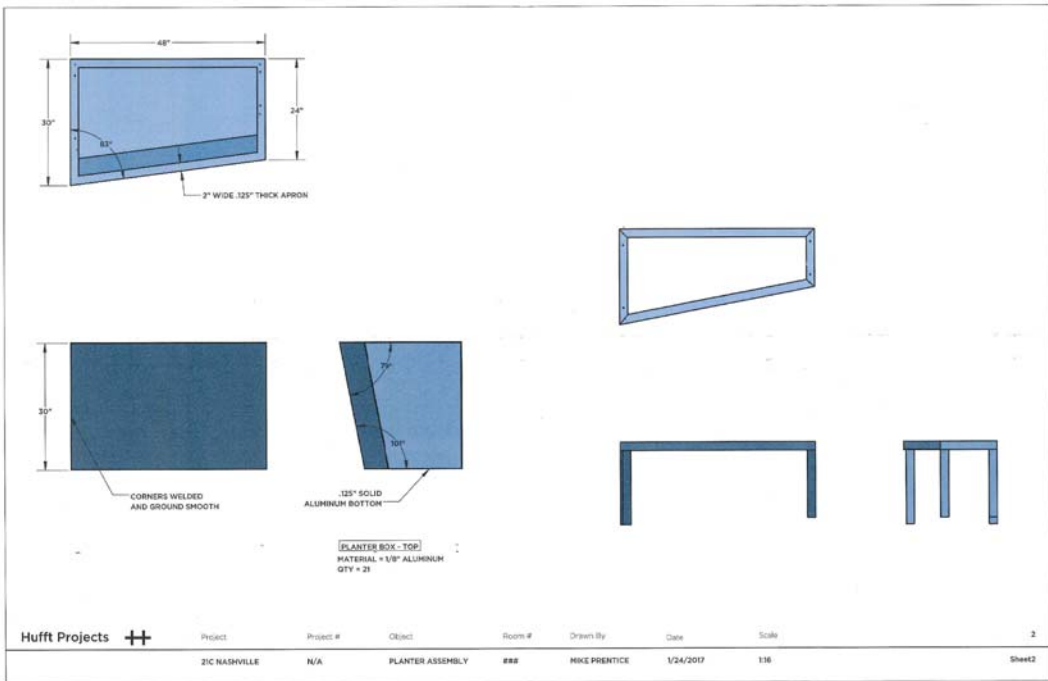 48"
30"
24"
83°
2" WIDE .125" THICK APRON
30"
79°
101°
CORNERS WELDED
AND GROUND SMOOTH
.125" SOLID
ALUMINUM BOTTOM
PLANTER BOX - TOP
MATERIAL = 1/8" ALUMINUM
QTY = 21
Hufft Projects
Project Project # Object Room # Drawn By Date Scale 2
21C NASHVILLE N/A PLANTER ASSEMBLY ### MIKE PRENTICE 1/24/2017 1:16 Sheet2